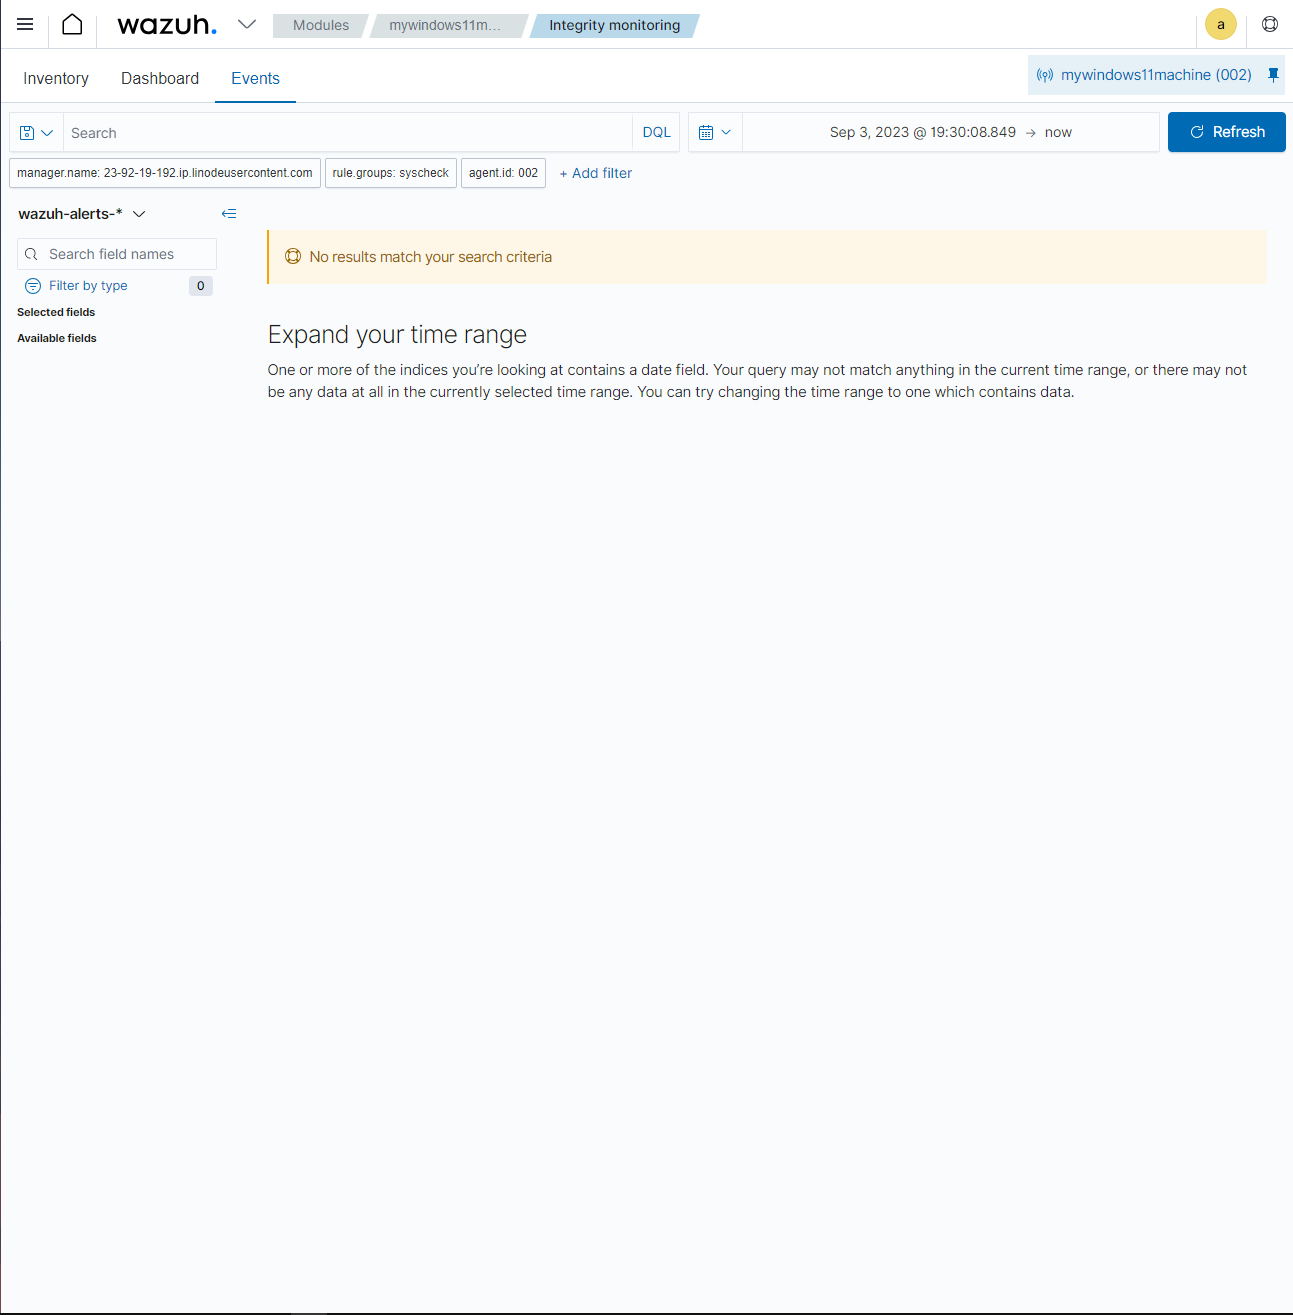 wazuh.
Modules
mywindows11m...
Integrity monitoring
a
Inventory
Dashboard
Events
mywindows11machine (002)
Search
DQL
Sep 3, 2023 @ 19:30:08.849 → now
Refresh
manager.name: 23-92-19-192.ip.linodeusercontent.com
rule.groups: syscheck
agent.id: 002
+ Add filter
wazuh-alerts-*
Search field names
Filter by type
0
Selected fields
Available fields
No results match your search criteria
Expand your time range
One or more of the indices you’re looking at contains a date field. Your query may not match anything in the current time range, or there may not
be any data at all in the currently selected time range. You can try changing the time range to one which contains data.